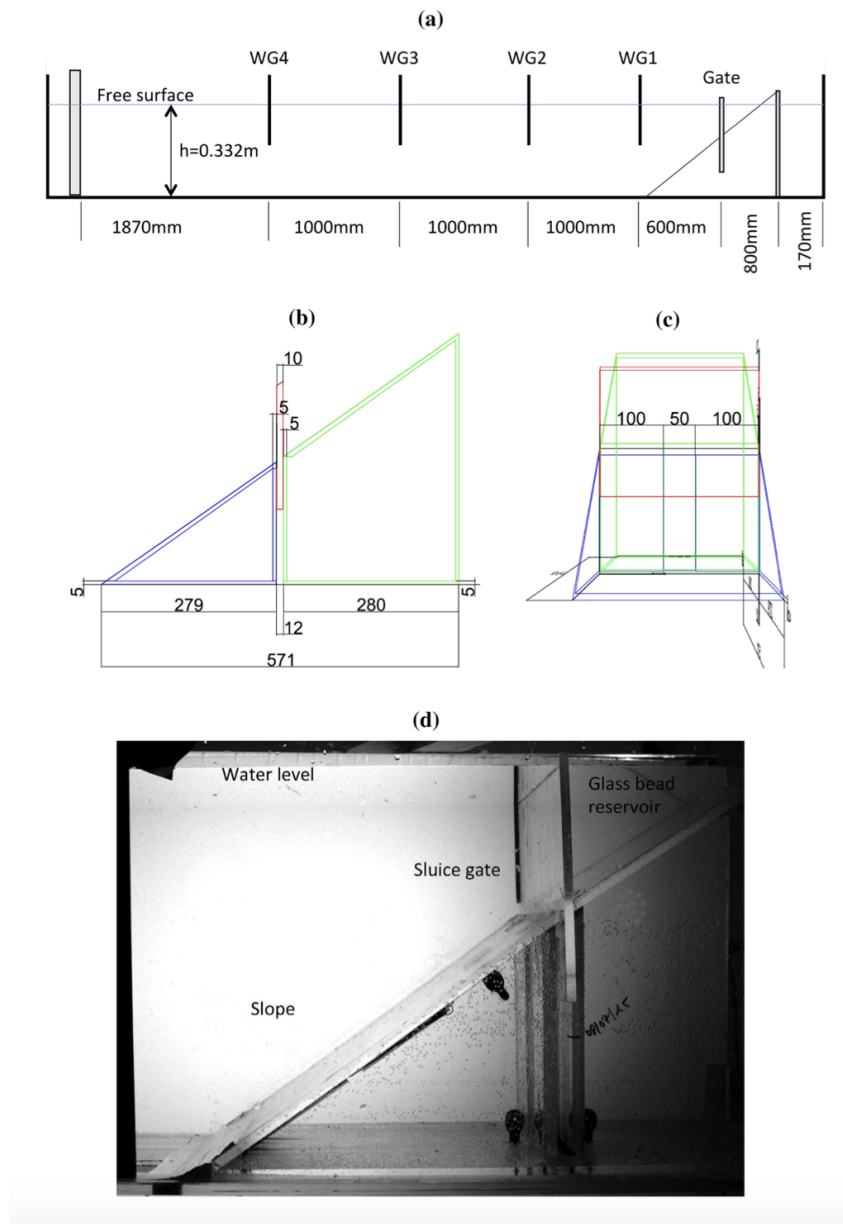 (a)
WG4 WG3 WG2 WG1
Gate
Free surface
h=0.332m
1870mm 1000mm 1000mm 1000mm 600mm 800mm 170mm
(b)
(c)
10
5
5
100 50 100
5
5
279 280
12
571
(d)
Water level
Glass bead
reservoir
Sluice gate
Slope